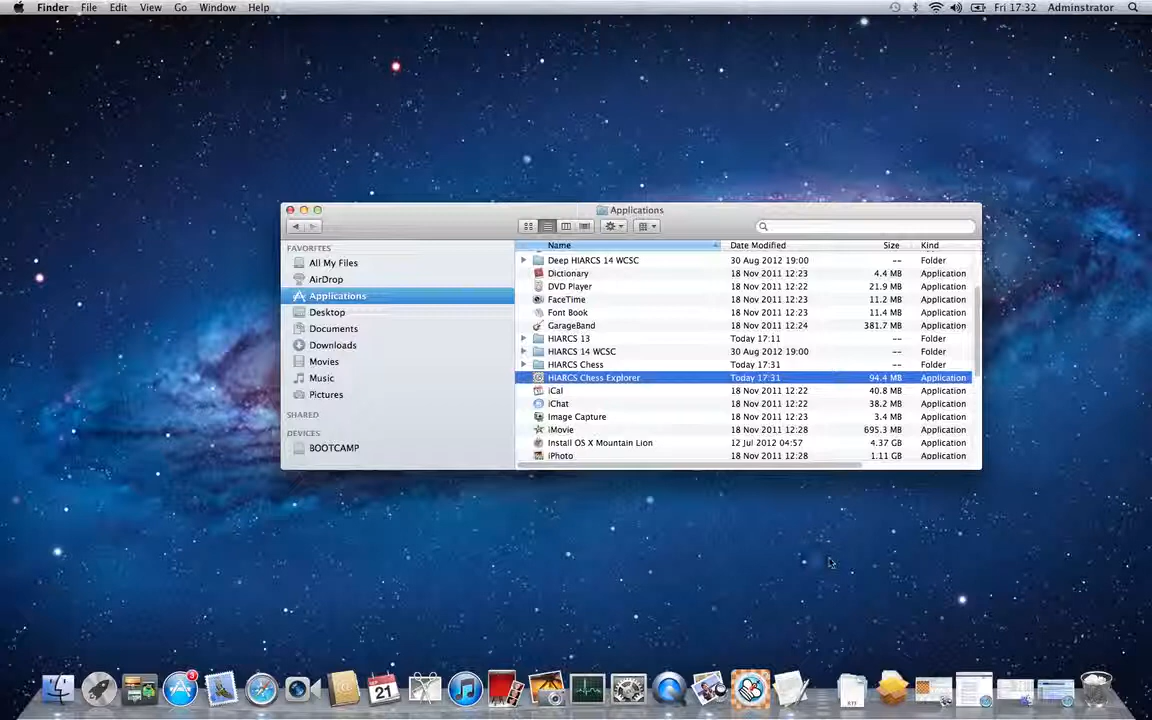 Finder File Edit View Go Window Help Fri 17:32 Adminstrator
Applications
FAVORITES
All My Files
AirDrop
Applications
Desktop
Documents
Downloads
Movies
Music
Pictures
SHARED
DEVICES
BOOTCAMP
Name Date Modified Size Kind
Deep HIARCS 14 WCSC 30 Aug 2012 19:00 -- Folder
Dictionary 18 Nov 2011 12:23 4.4 MB Application
DVD Player 18 Nov 2011 12:22 21.9 MB Application
FaceTime 18 Nov 2011 12:23 11.2 MB Application
Font Book 18 Nov 2011 12:23 11.4 MB Application
GarageBand 18 Nov 2011 12:24 381.7 MB Application
HIARCS 13 Today 17:11 -- Folder
HIARCS 14 WCSC 30 Aug 2012 19:00 -- Folder
HIARCS Chess Today 17:31 -- Folder
HIARCS Chess Explorer Today 17:31 94.4 MB Application
iCal 18 Nov 2011 12:22 40.8 MB Application
iChat 18 Nov 2011 12:22 38.2 MB Application
Image Capture 18 Nov 2011 12:23 3.4 MB Application
iMovie 18 Nov 2011 12:28 695.3 MB Application
Install OS X Mountain Lion 12 Jul 2012 04:57 4.37 GB Application
iPhoto 18 Nov 2011 12:28 1.11 GB Application
3
21